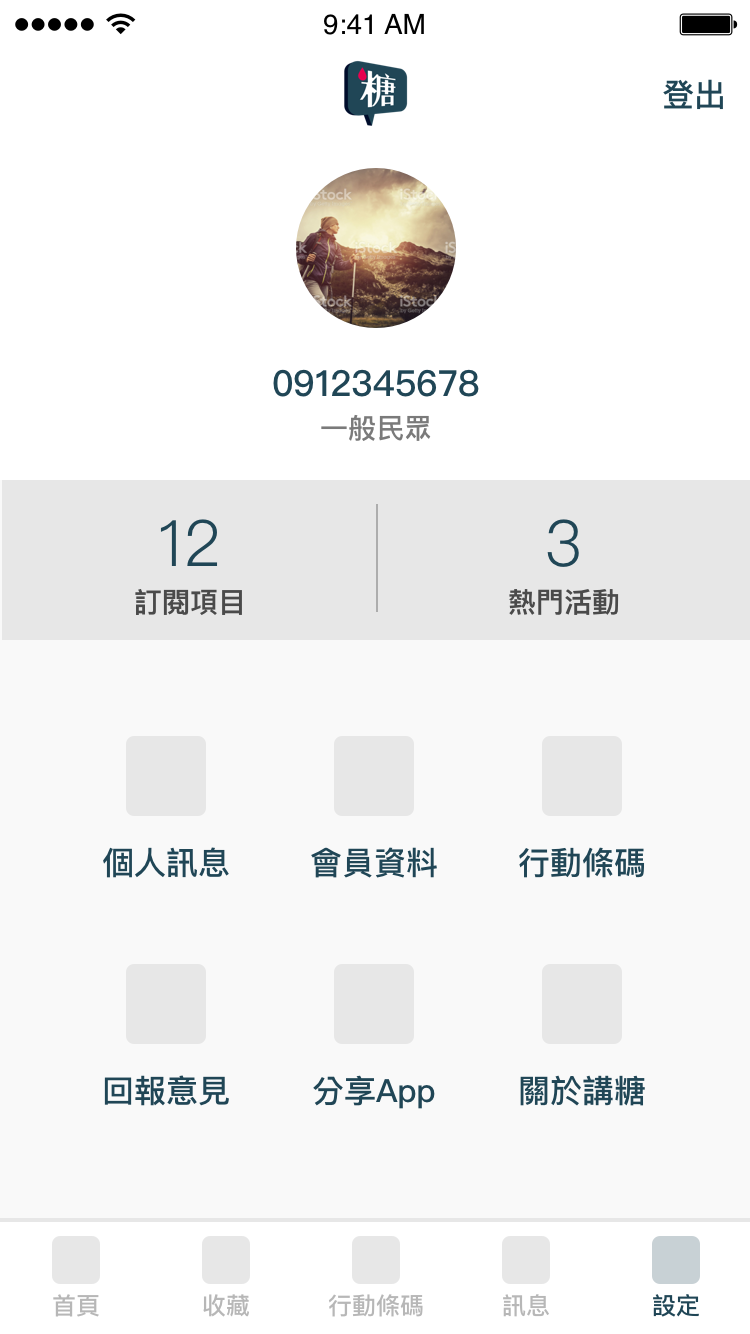 9:41 AM
糖
登出
iStock
iStock
iStock
iStock
0912345678
一般民眾
12
3
訂閱項目
熱門活動
個人訊息
會員資料
行動條碼
回報意見
分享App
關於講糖
首頁
收藏
行動條碼
訊息
設定